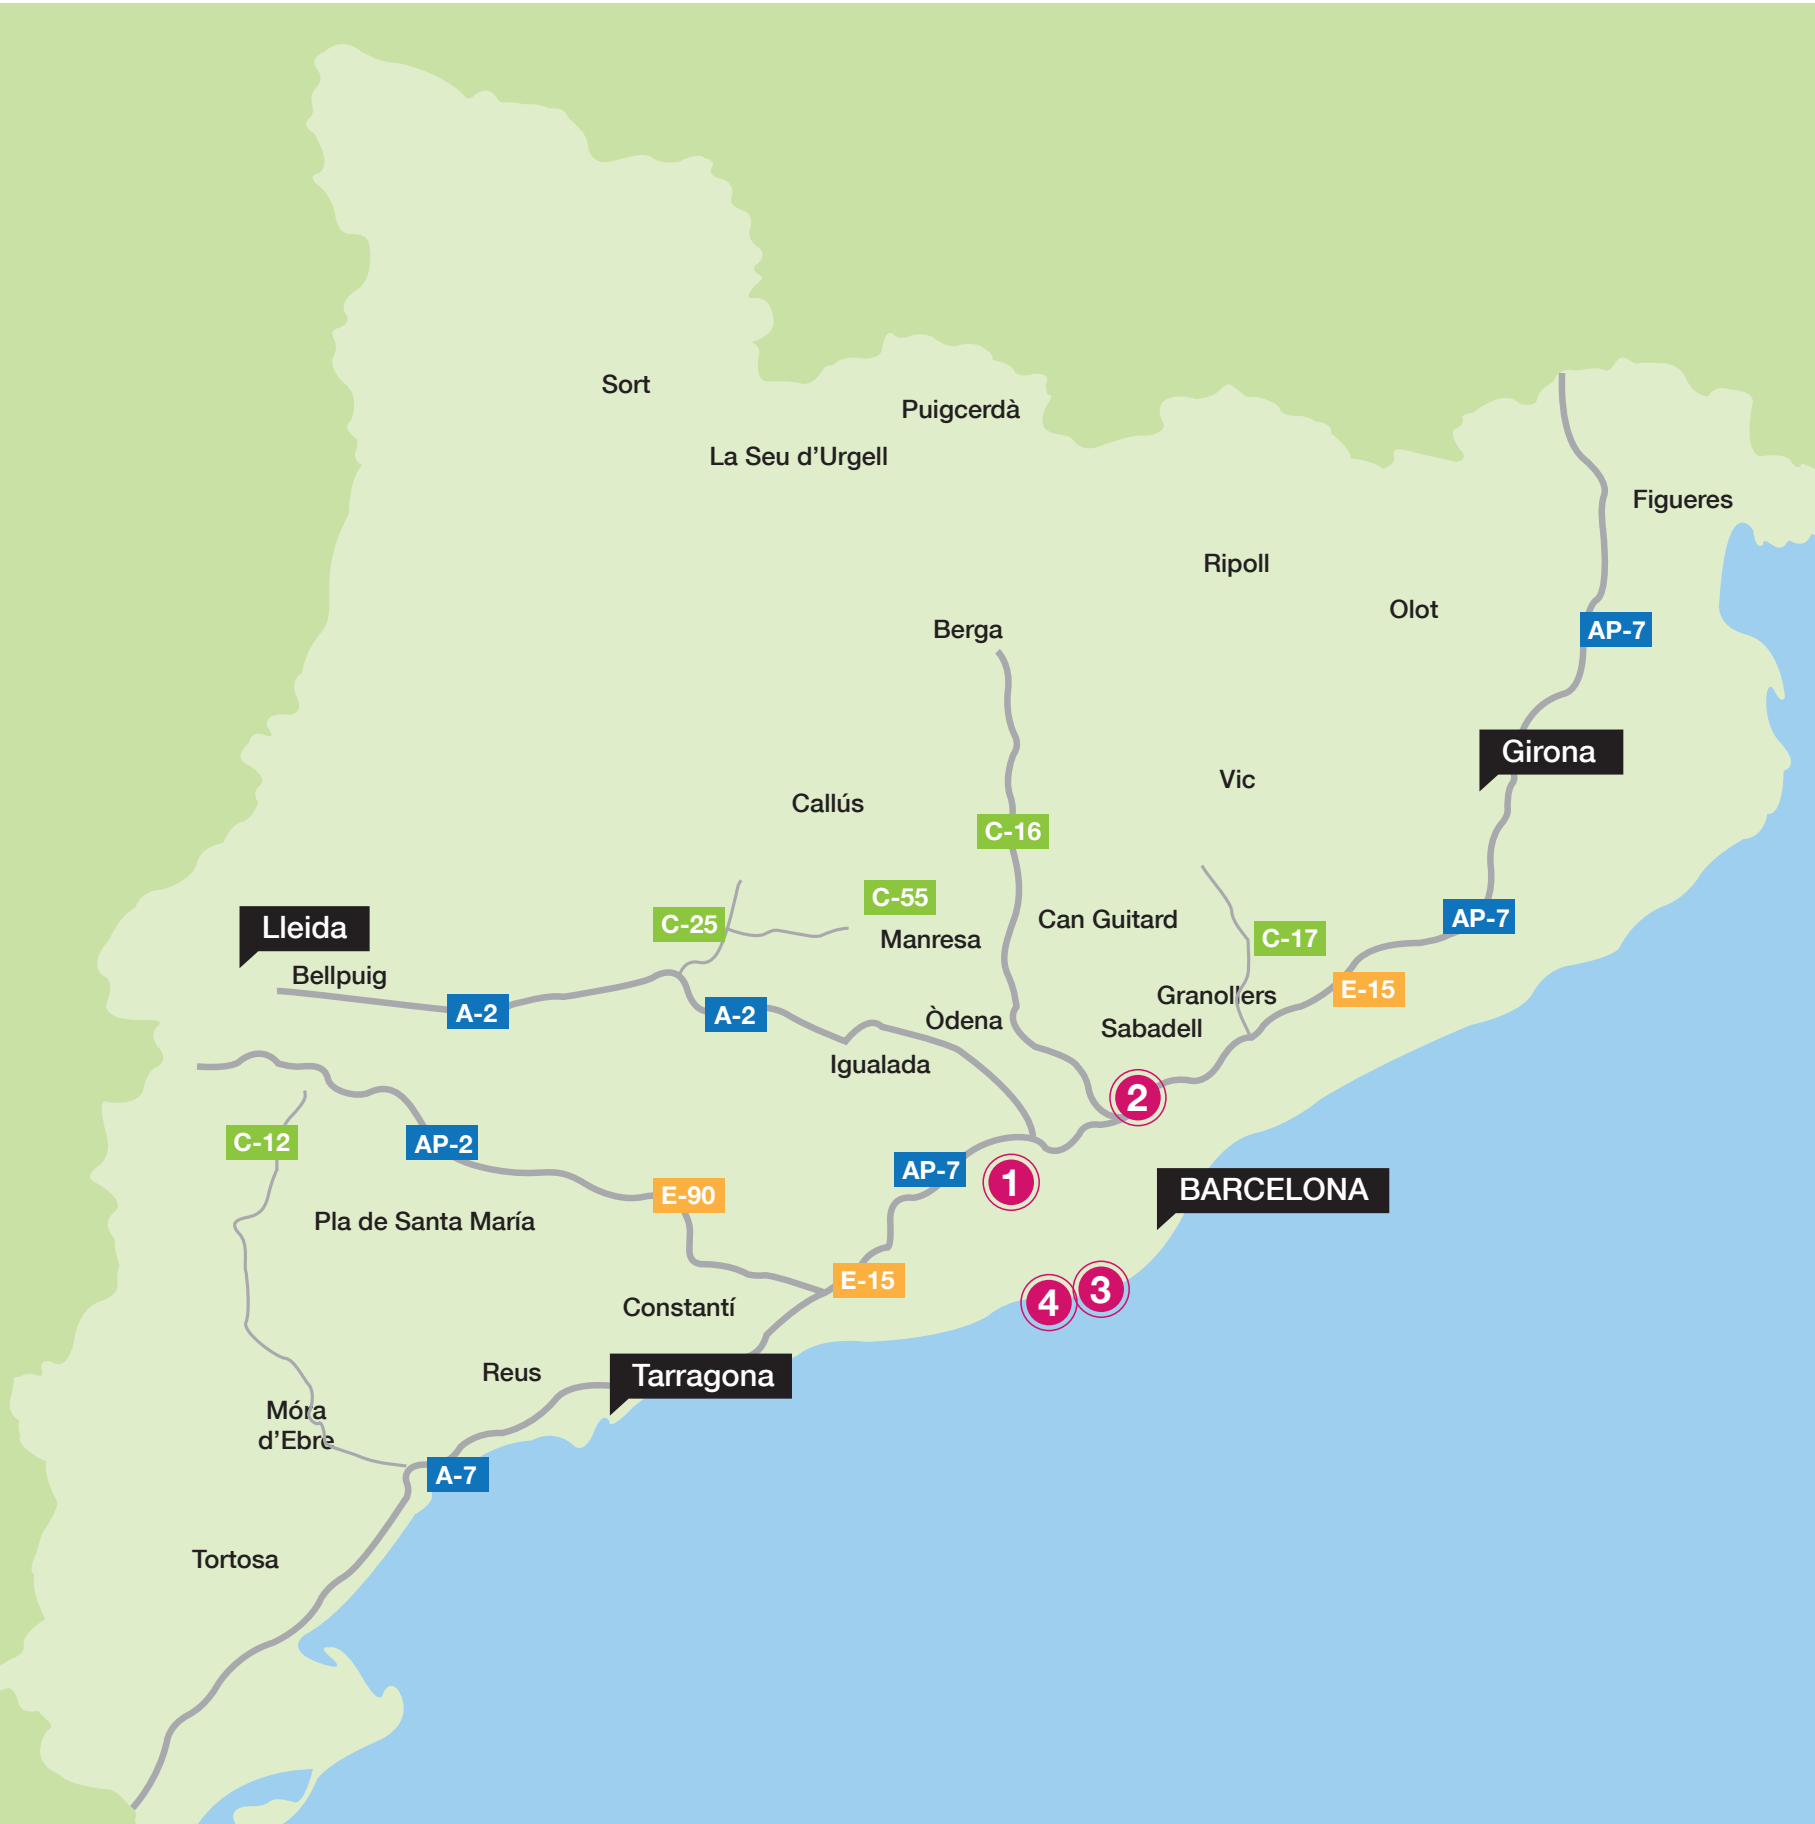 Sort
Puigcerdà
La Seu d’Urgell
Figueres
Ripoll
Olot
Berga
AP-7
Girona
Vic
Callús
C-16
C-55
Lleida
C-25
Can Guitard
AP-7
Manresa
C-17
Bellpuig
E-15
Granollers
A-2
A-2
Òdena
Sabadell
Igualada
2
C-12
AP-2
AP-7
1
BARCELONA
E-90
Pla de Santa María
E-15
3
4
Constantí
Reus
Tarragona
Móra
d’Ebre
A-7
Tortosa